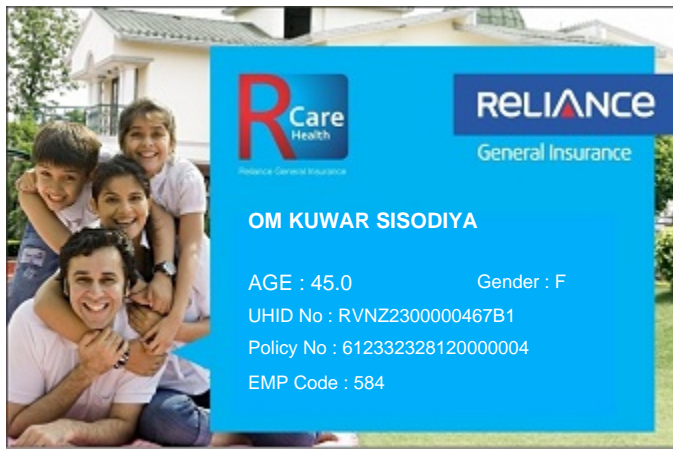 R Care
Health
Reliance General Insurance
RELIANCE
General Insurance
OM KUWAR SISODIYA
AGE : 45.0 Gender : F
UHID No : RVNZ2300000467B1
Policy No : 612332328120000004
EMP Code : 584